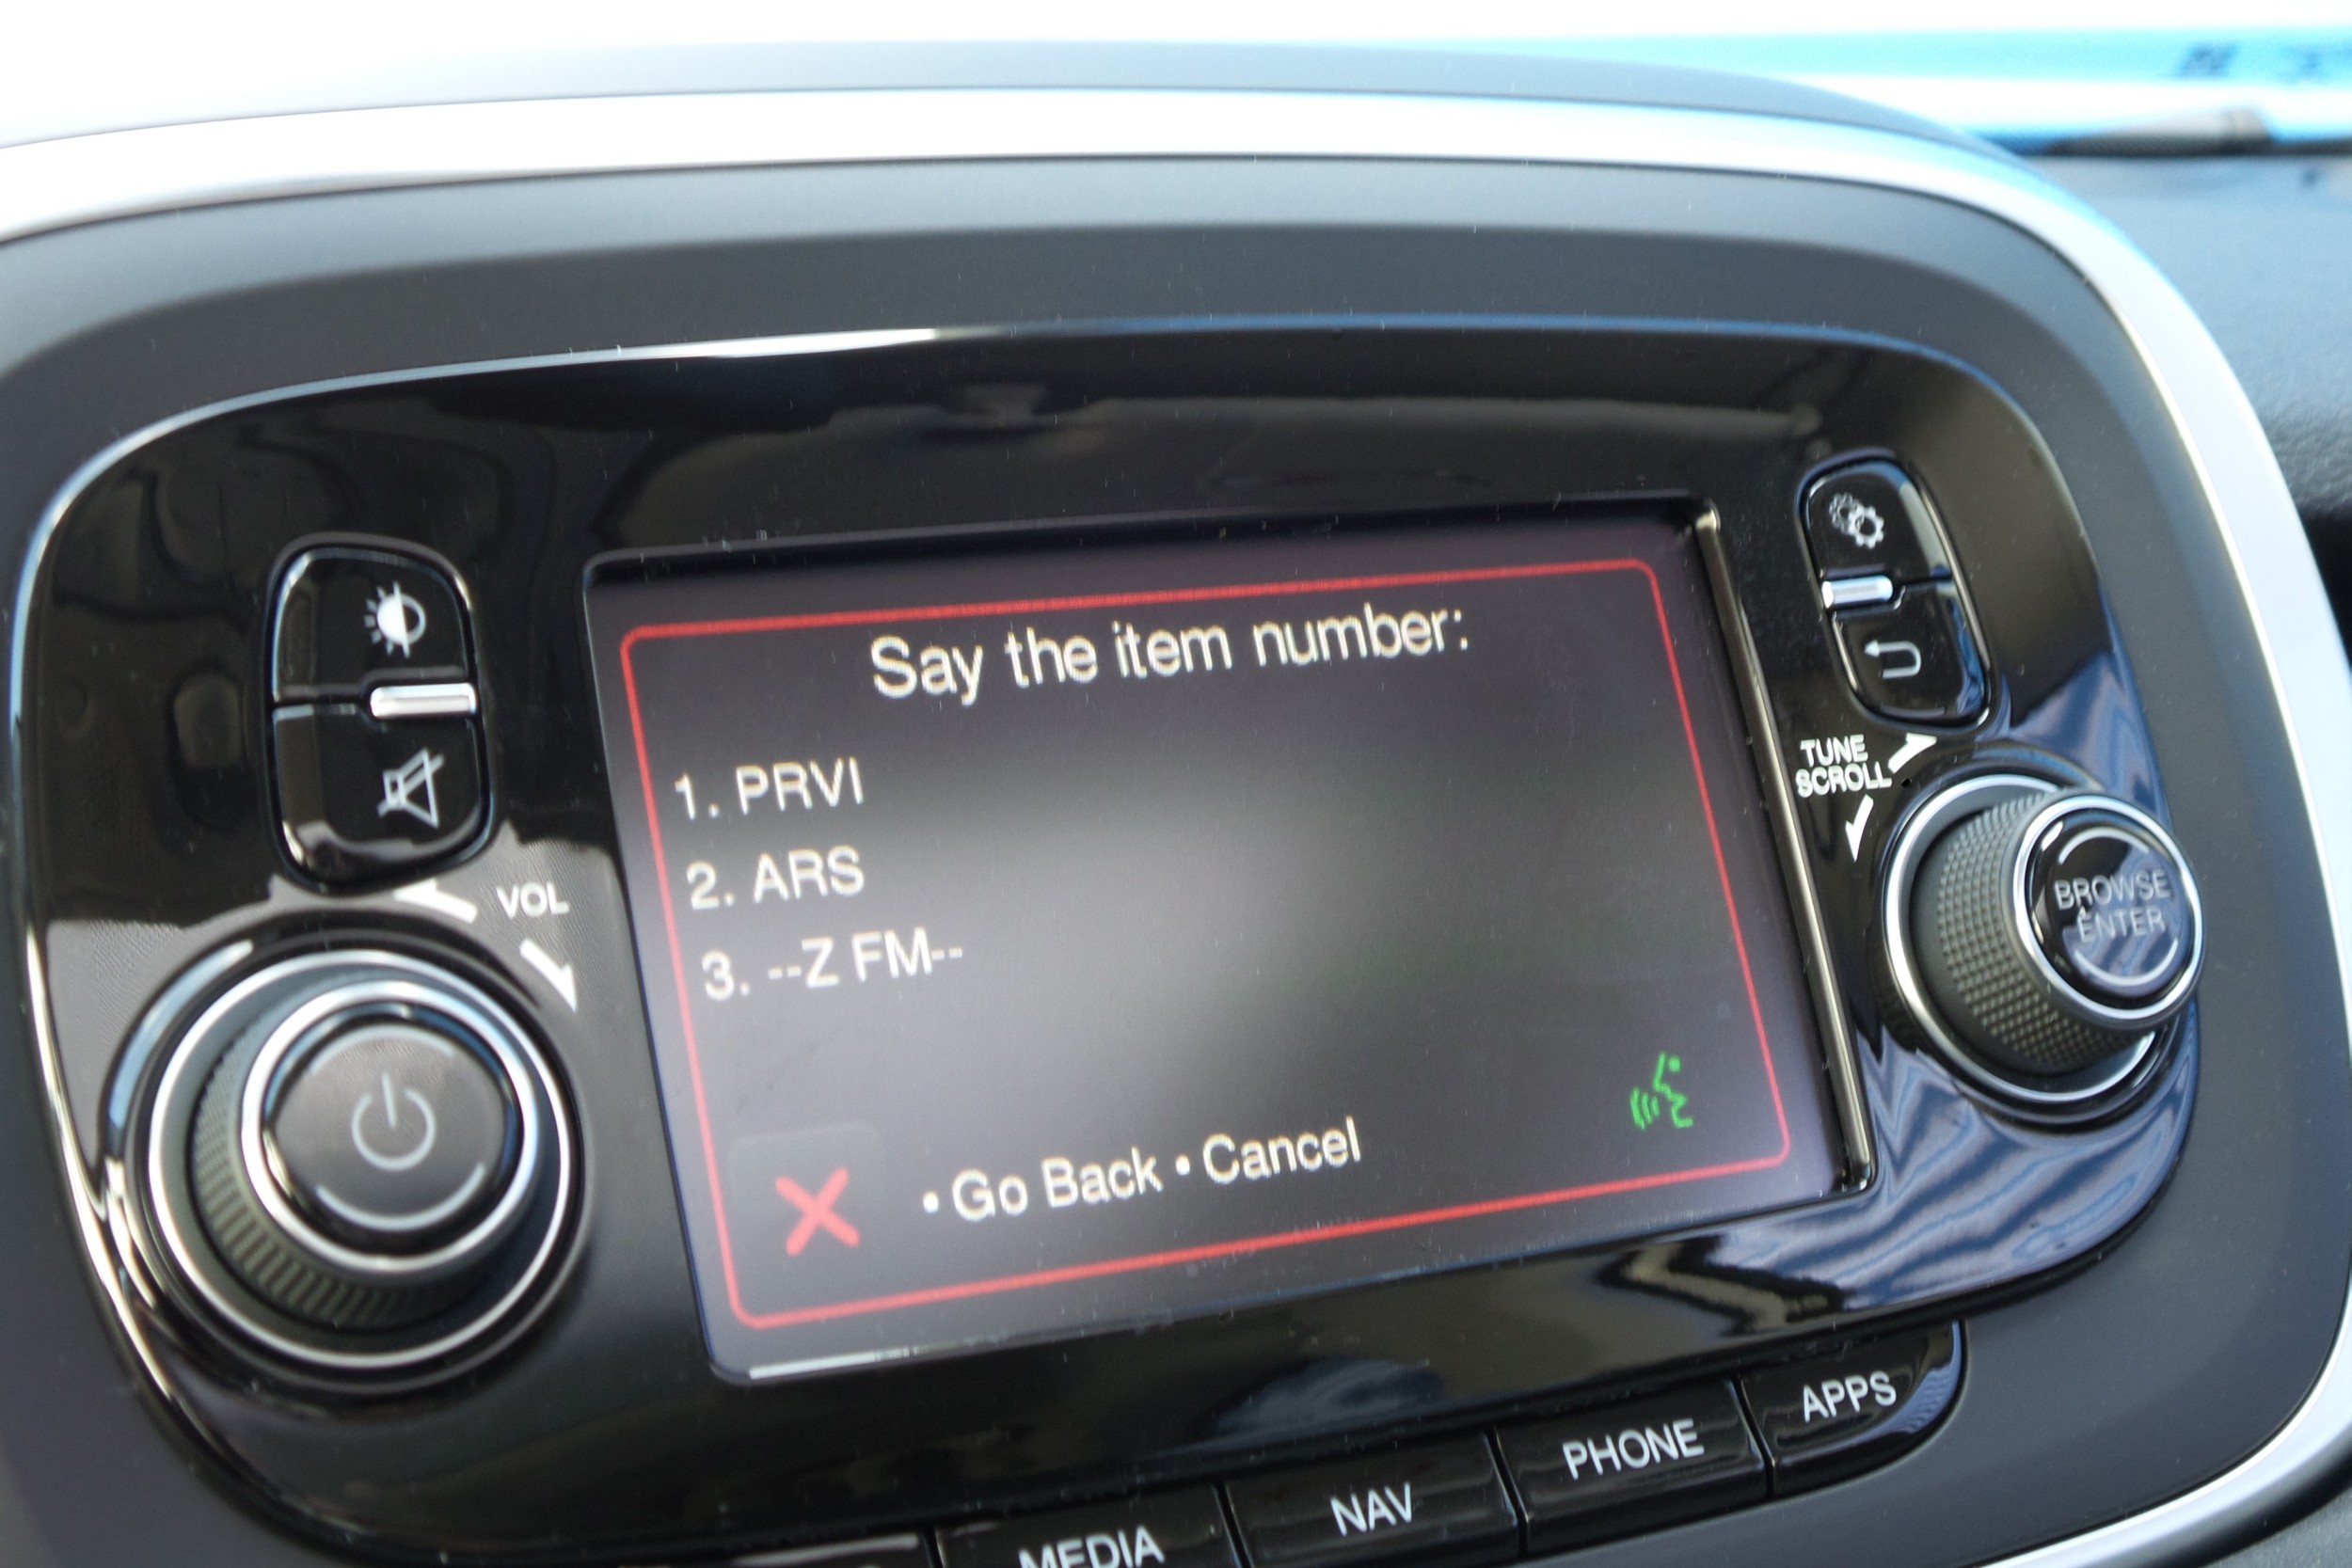 Say the item number:
1. PRVI
2. ARS
3. --Z FM--
• Go Back • Cancel
VOL
TUNE
SCROLL
BROWSE
ENTER
MEDIA
NAV
PHONE
APPS